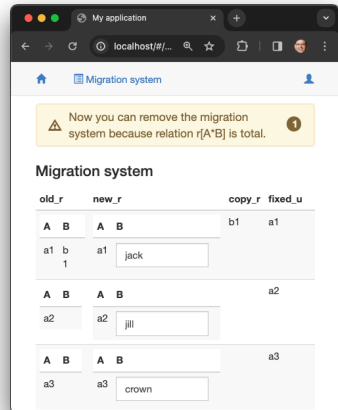 My application
localhost/#/...
Migration system
Now you can remove the migration
system because relation r[A*B] is total.
1
Migration system
old_r new_r copy_r fixed_u
A B A B b1 a1
a1 b
1 a1 jack
A B A B a2
a2 a2 jill
A B A B a3
a3 a3 crown